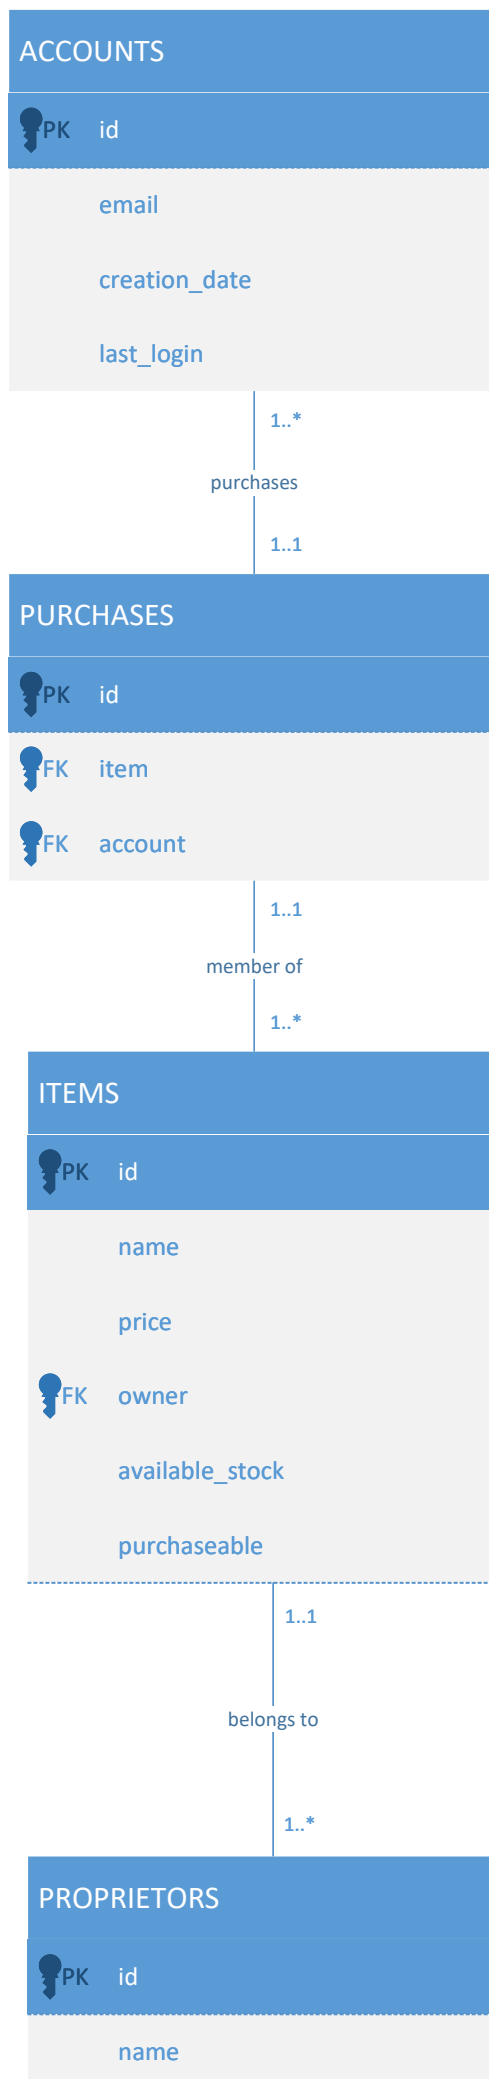 ACCOUNTS
PK id
email
creation_date
last_login
1..*
purchases
1..1
PURCHASES
PK id
FK item
FK account
1..1
member of
1..*
ITEMS
PK id
name
price
FK owner
available_stock
purchaseable
1..1
belongs to
1..*
PROPRIETORS
PK id
name